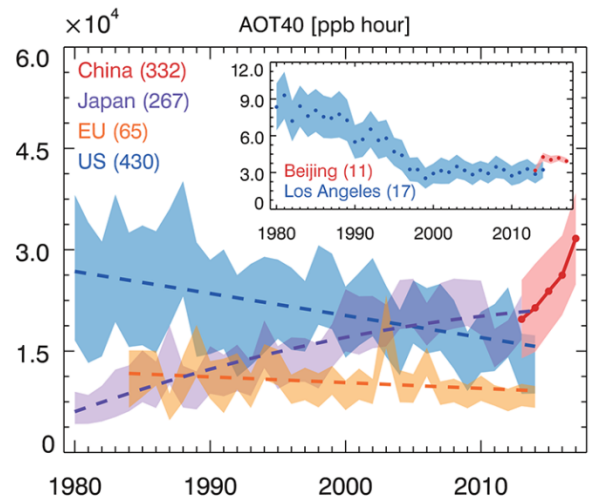 ×10⁴ AOT40 [ppb hour]
6.0
4.5
3.0
1.5
0
China (332)
Japan (267)
EU (65)
US (430)
12.0
9.0
6.0
3.0
0
Beijing (11)
Los Angeles (17)
1980 1990 2000 2010
1980 1990 2000 2010